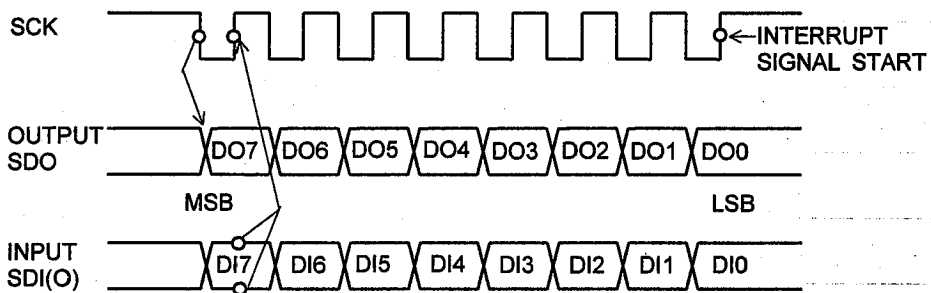 SCK
INTERRUPT
SIGNAL START
OUTPUT
SDO
DO7 DO6 DO5 DO4 DO3 DO2 DO1 DO0
MSB LSB
INPUT
SDI(O)
DI7 DI6 DI5 DI4 DI3 DI2 DI1 DI0